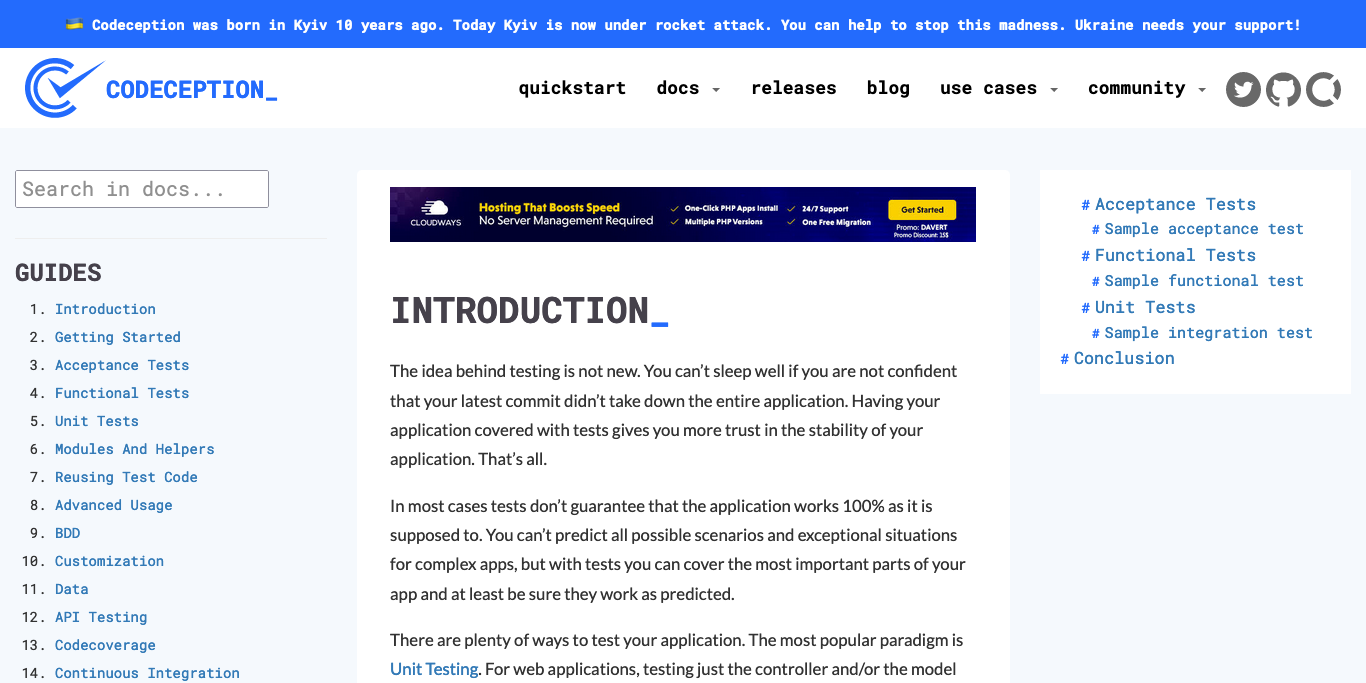 🇺🇦 Codeception was born in Kyiv 10 years ago. Today Kyiv is now under rocket attack. You can help to stop this madness. Ukraine needs your support!
CODECEPTION_
quickstart docs releases blog use cases community
Search in docs...
GUIDES
1. Introduction
2. Getting Started
3. Acceptance Tests
4. Functional Tests
5. Unit Tests
6. Modules And Helpers
7. Reusing Test Code
8. Advanced Usage
9. BDD
10. Customization
11. Data
12. API Testing
13. Codecoverage
14. Continuous Integration
CLOUDWAYS
Hosting That Boosts Speed
No Server Management Required
One-Click PHP Apps Install
Multiple PHP Versions
24/7 Support
One Free Migration
Get Started
Promo: DAVERT
Promo Discount: 15$
INTRODUCTION_
The idea behind testing is not new. You can’t sleep well if you are not confident
that your latest commit didn’t take down the entire application. Having your
application covered with tests gives you more trust in the stability of your
application. That’s all.
In most cases tests don’t guarantee that the application works 100% as it is
supposed to. You can’t predict all possible scenarios and exceptional situations
for complex apps, but with tests you can cover the most important parts of your
app and at least be sure they work as predicted.
There are plenty of ways to test your application. The most popular paradigm is
Unit Testing. For web applications, testing just the controller and/or the model
# Acceptance Tests
# Sample acceptance test
# Functional Tests
# Sample functional test
# Unit Tests
# Sample integration test
# Conclusion